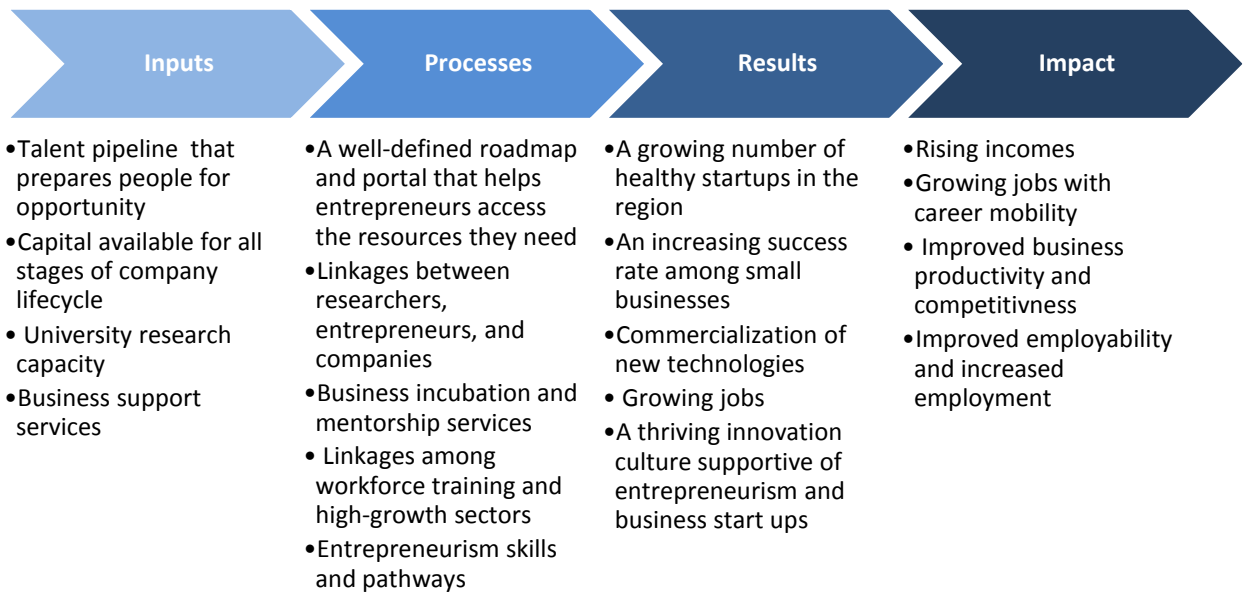 Inputs
Processes
Results
Impact
•Talent pipeline that
prepares people for
opportunity
•Capital available for all
stages of company
lifecycle
• University research
capacity
•Business support
services
•A well-defined roadmap
and portal that helps
entrepreneurs access
the resources they need
•Linkages between
researchers,
entrepreneurs, and
companies
•Business incubation and
mentorship services
• Linkages among
workforce training and
high-growth sectors
•Entrepreneurism skills
and pathways
•A growing number of
healthy startups in the
region
•An increasing success
rate among small
businesses
•Commercialization of
new technologies
• Growing jobs
•A thriving innovation
culture supportive of
entrepreneurism and
business start ups
•Rising incomes
•Growing jobs with
career mobility
• Improved business
productivity and
competitivness
•Improved employability
and increased
employment